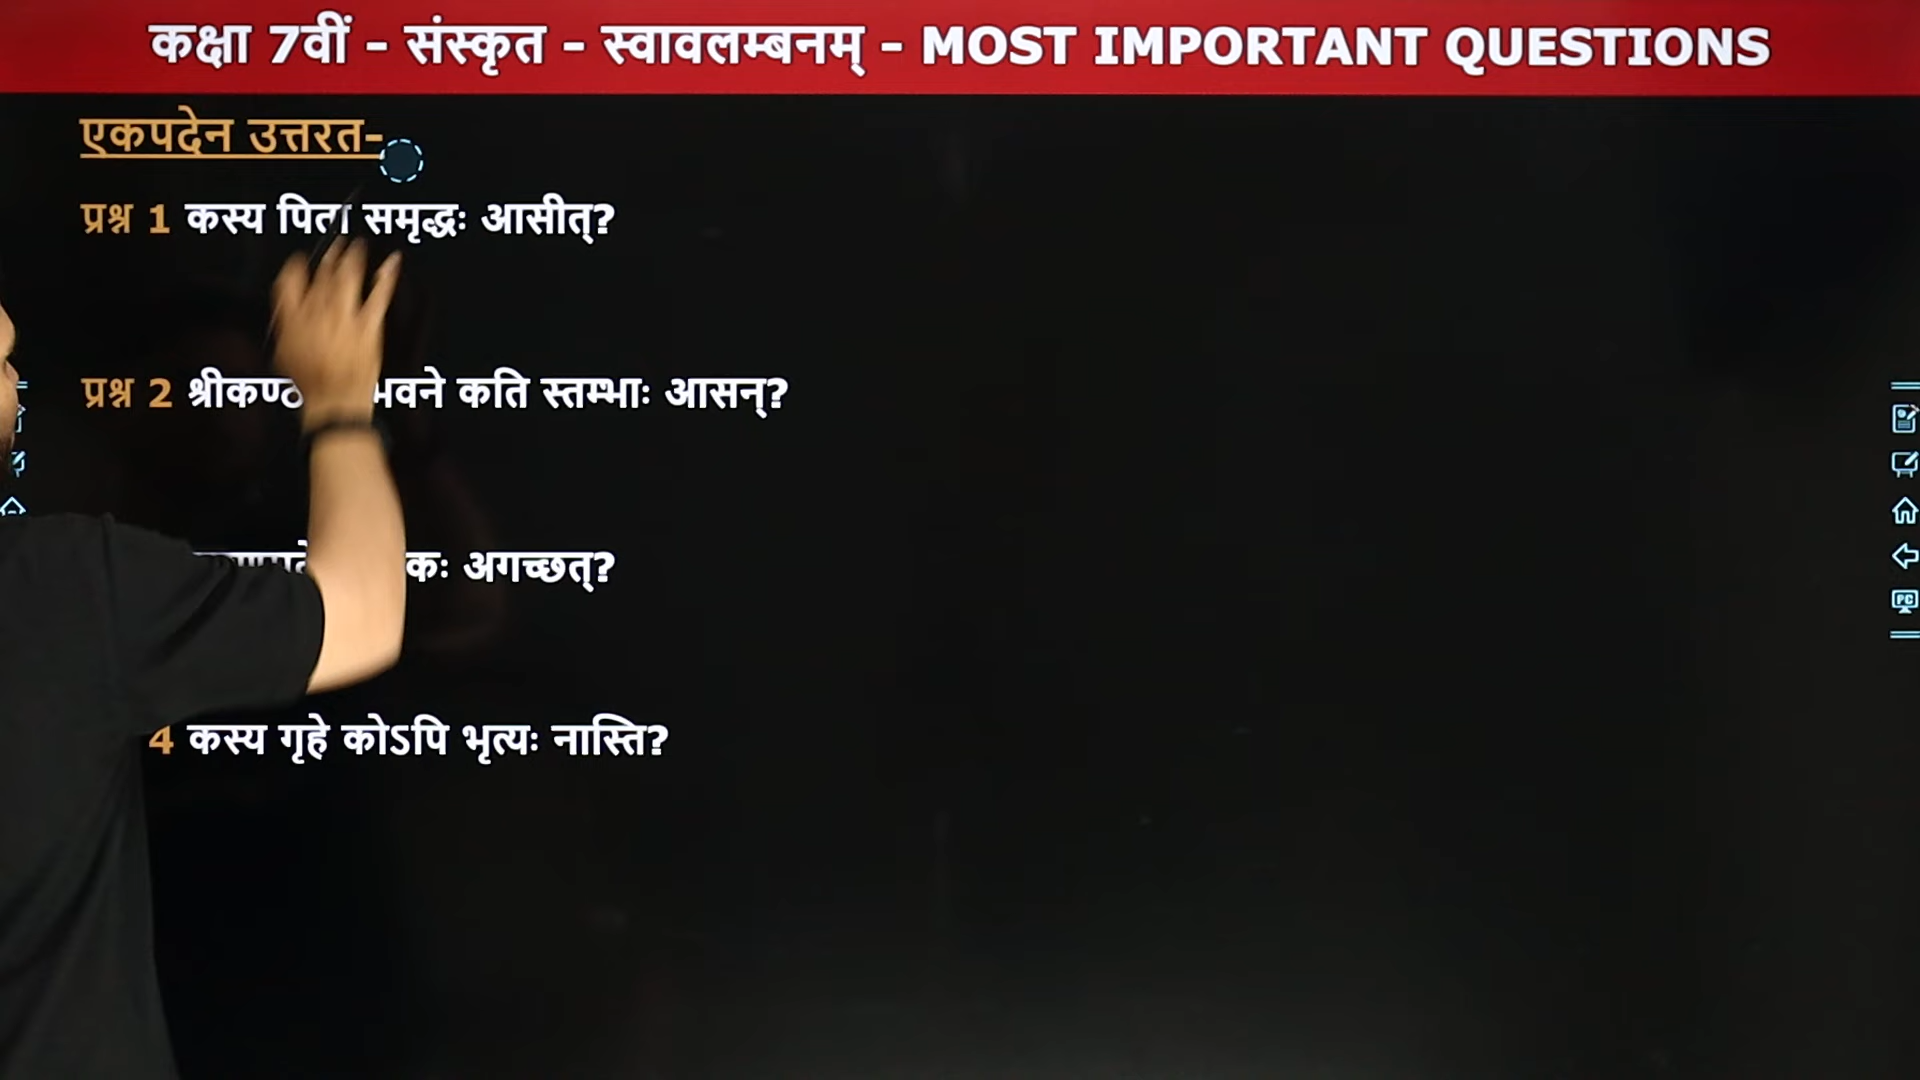 कक्षा 7वीं - संस्कृत - स्वावलम्बनम् - MOST IMPORTANT QUESTIONS
एकपदेन उत्तरत-
प्रश्न 1 कस्य पिता समृद्धः आसीत्?
प्रश्न 2 भवने कति स्तम्भाः आसन्?
अगच्छत्?
4 कस्य गृहे कोऽपि भृत्यः नास्ति?
PC